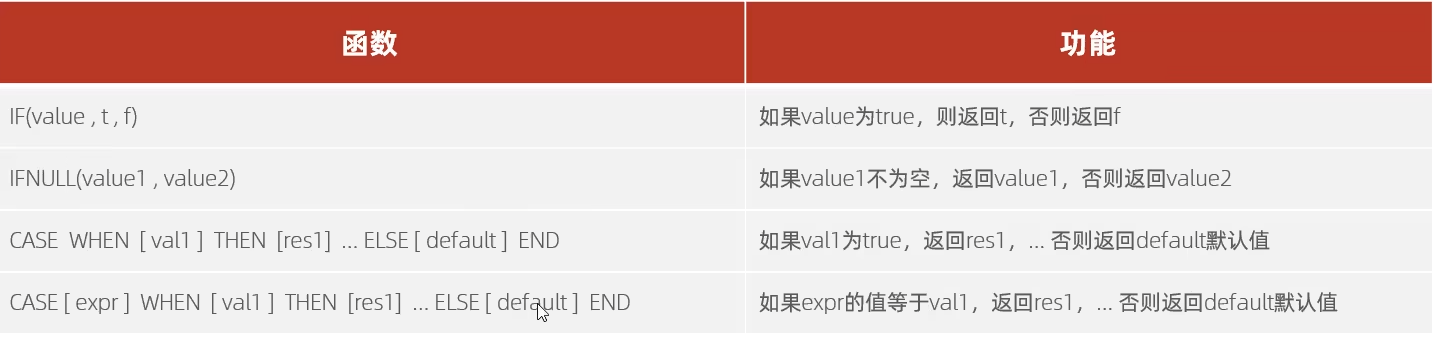 函数 功能
IF(value , t , f) 如果value为true，则返回t，否则返回f
IFNULL(value1 , value2) 如果value1不为空，返回value1，否则返回value2
CASE WHEN [ val1 ] THEN [res1] ... ELSE [ default ] END 如果val1为true，返回res1，... 否则返回default默认值
CASE [ expr ] WHEN [ val1 ] THEN [res1] ... ELSE [ default ] END 如果expr的值等于val1，返回res1，... 否则返回default默认值